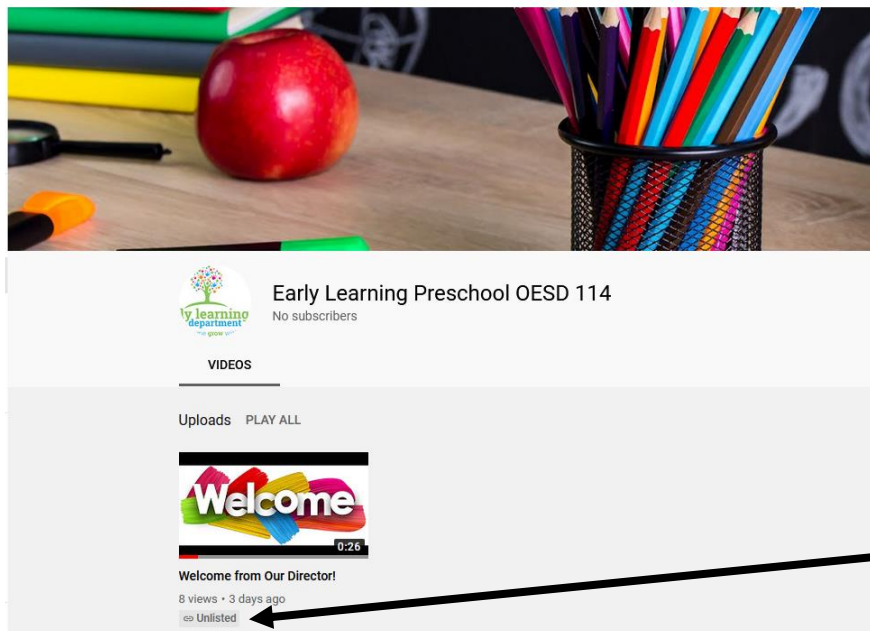 Early Learning Preschool OESD 114
ly learning
department
No subscribers
VIDEOS
Uploads PLAY ALL
Welcome
0:26
Welcome from Our Director!
8 views • 3 days ago
Unlisted